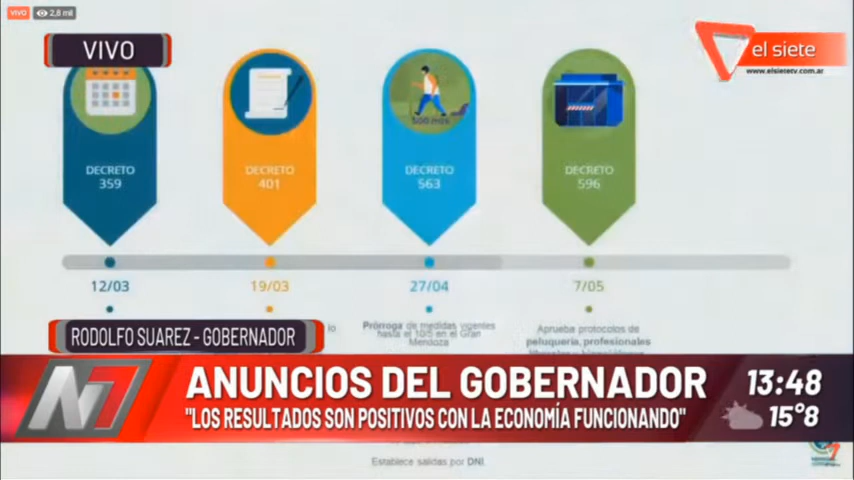 VIVO
2,8 mil
VIVO
el siete
www.elsietetv.com.ar
500 mts
DECRETO
359
DECRETO
401
DECRETO
563
DECRETO
596
12/03
19/03
27/04
7/05
lo
Prórroga de medidas vigentes
hasta el 10/5 en el Gran
Mendoza
Aprueba protocolos de
peluquería, profesionales
RODOLFO SUAREZ - GOBERNADOR
N7
ANUNCIOS DEL GOBERNADOR
"LOS RESULTADOS SON POSITIVOS CON LA ECONOMÍA FUNCIONANDO"
13:48
15°8
Establece salidas por DNI